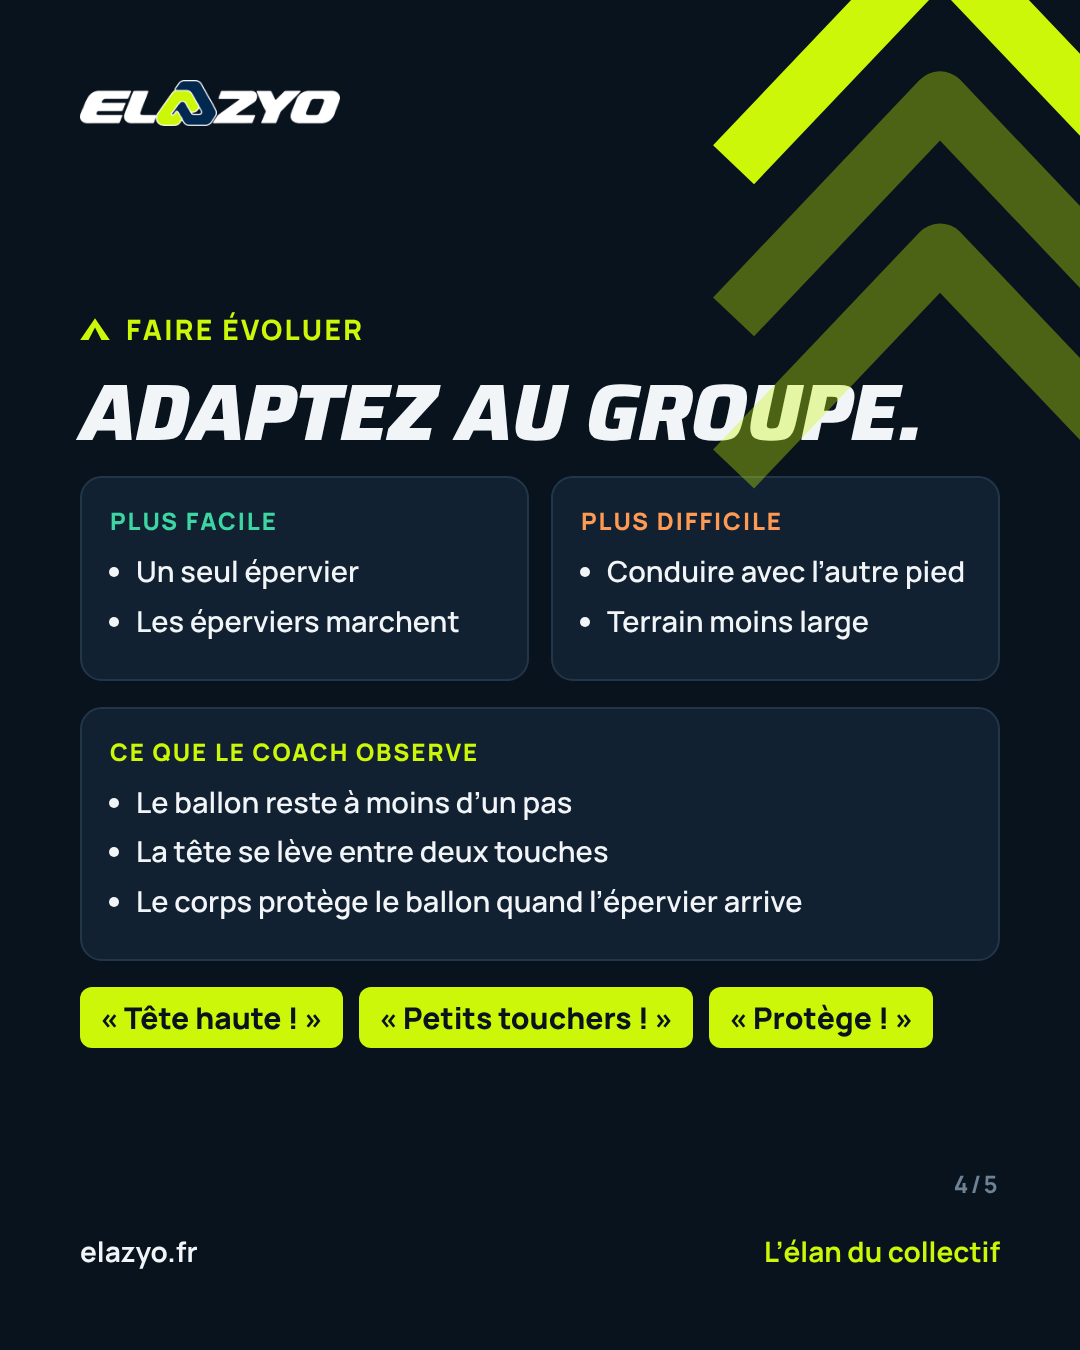 ELAZYO
FAIRE ÉVOLUER
ADAPTEZ AU GROUPE.
PLUS FACILE
• Un seul épervier
• Les éperviers marchent
PLUS DIFFICILE
• Conduire avec l’autre pied
• Terrain moins large
CE QUE LE COACH OBSERVE
• Le ballon reste à moins d’un pas
• La tête se lève entre deux touches
• Le corps protège le ballon quand l’épervier arrive
« Tête haute ! »
« Petits touchers ! »
« Protège ! »
4/5
elazyo.fr
L’élan du collectif